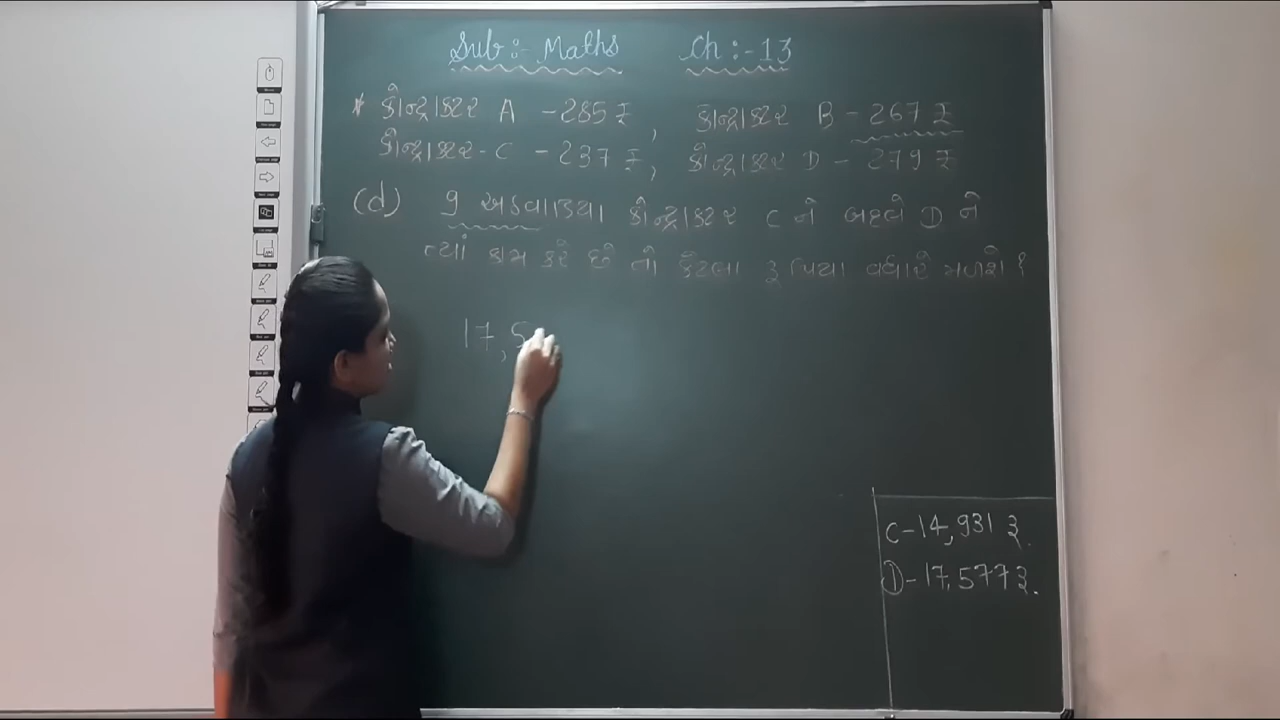 Sub:- Maths Ch:-13
* કોન્ટ્રાક્ટર A -285 ₹, કોન્ટ્રાક્ટર B - 267 ₹
કોન્ટ્રાક્ટર - C - 237 ₹, કોન્ટ્રાક્ટર D - 279 ₹
(d) 9 અઠવાડિયા કોન્ટ્રાક્ટર C ને બદલે D ને
ત્યાં કામ કરે છે તો કેટલા રૂપિયા વધારે મળશે?
17,5
C-14,931 રૂ.
D-17,577 રૂ.